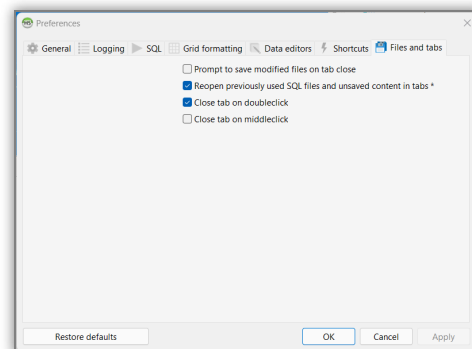 Preferences
General Logging SQL Grid formatting Data editors Shortcuts Files and tabs
Prompt to save modified files on tab close
Reopen previously used SQL files and unsaved content in tabs *
Close tab on doubleclick
Close tab on middleclick
Restore defaults OK Cancel Apply